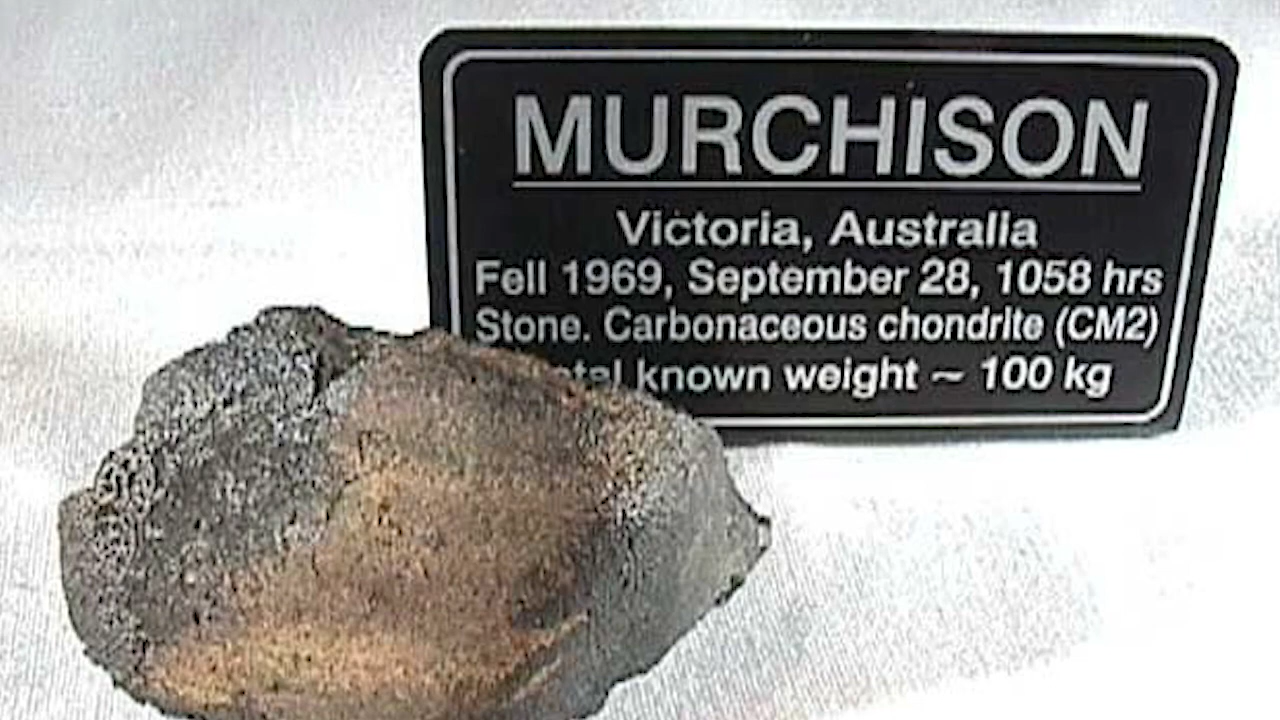 MURCHISON
Victoria, Australia
Fell 1969, September 28, 1058 hrs
Stone. Carbonaceous chondrite (CM2)
known weight ~ 100 kg